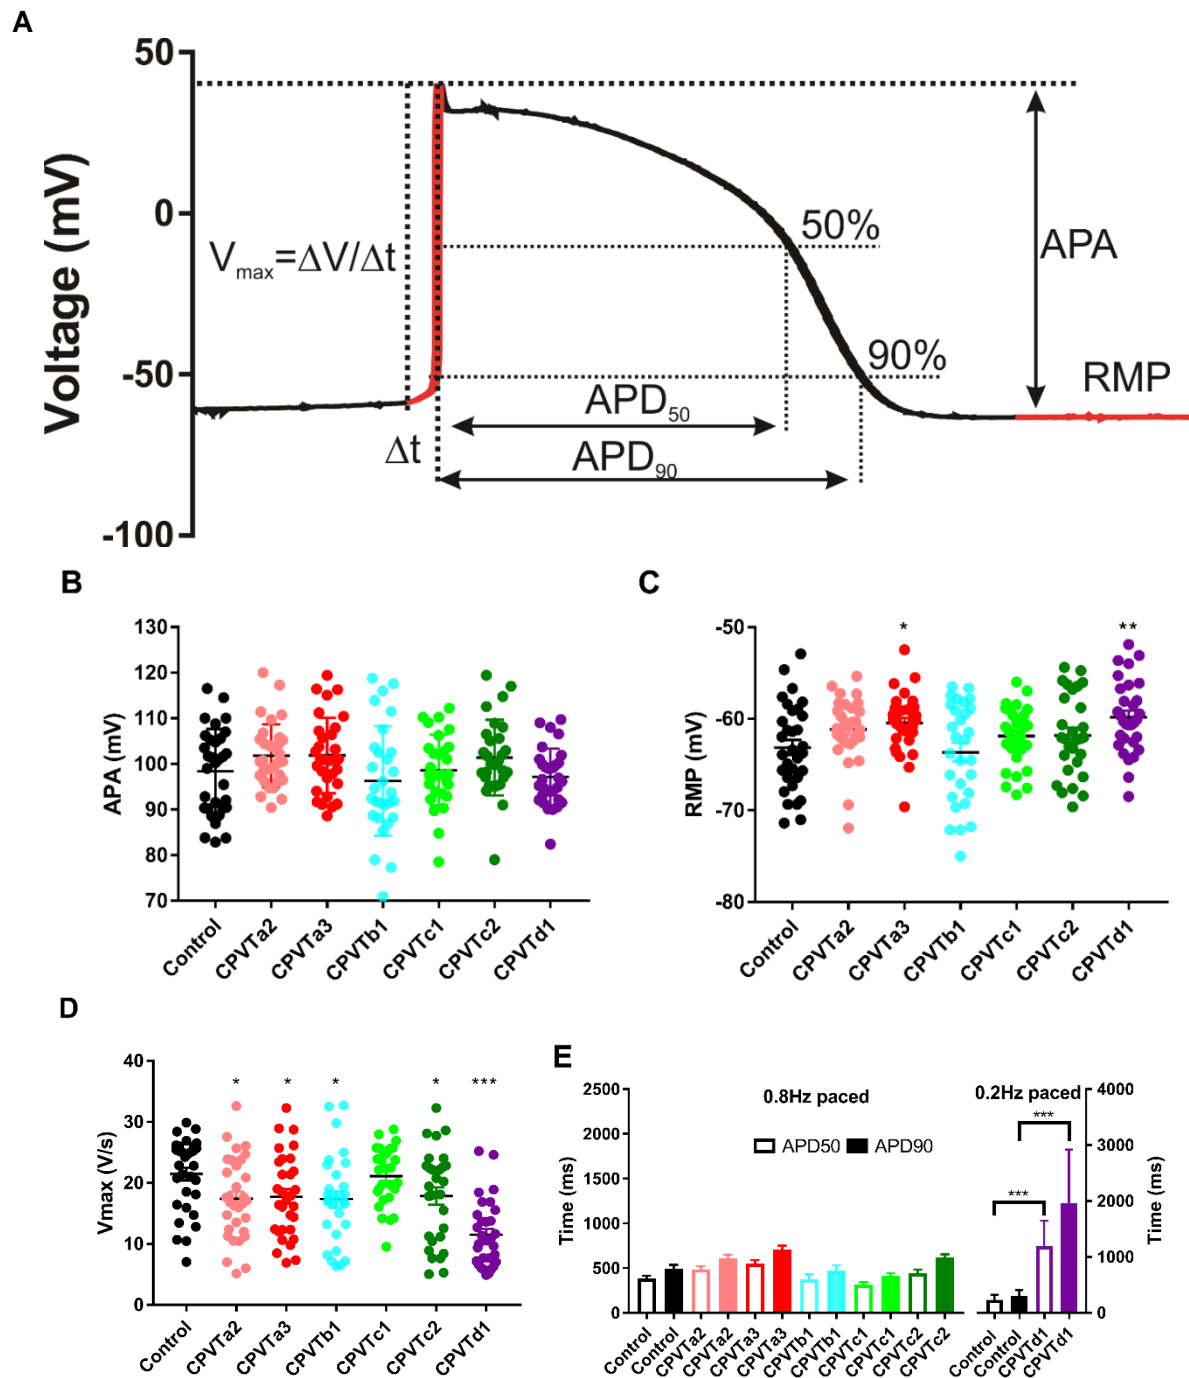 A
50
0
-50
-100
Voltage (mV)
Vmax=ΔV/Δt
50%
90%
APA
RMP
APD50
Δt
APD90
B
130
120
110
100
90
80
70
APA (mV)
Control
CPVTa2
CPVTa3
CPVTb1
CPVTc1
CPVTc2
CPVTd1
C
-50
-60
-70
-80
RMP (mV)
*
**
Control
CPVTa2
CPVTa3
CPVTb1
CPVTc1
CPVTc2
CPVTd1
D
40
30
20
10
0
Vmax (V/s)
*
*
*
*
***
Control
CPVTa2
CPVTa3
CPVTb1
CPVTc1
CPVTc2
CPVTd1
E
2500
2000
1500
1000
500
0
Time (ms)
0.8Hz paced
APD50 APD90
Control
Control
CPVTa2
CPVTa2
CPVTa3
CPVTa3
CPVTb1
CPVTb1
CPVTc1
CPVTc1
CPVTc2
CPVTc2
0.2Hz paced
***
***
4000
3000
2000
1000
0
Time (ms)
Control
Control
CPVTd1
CPVTd1